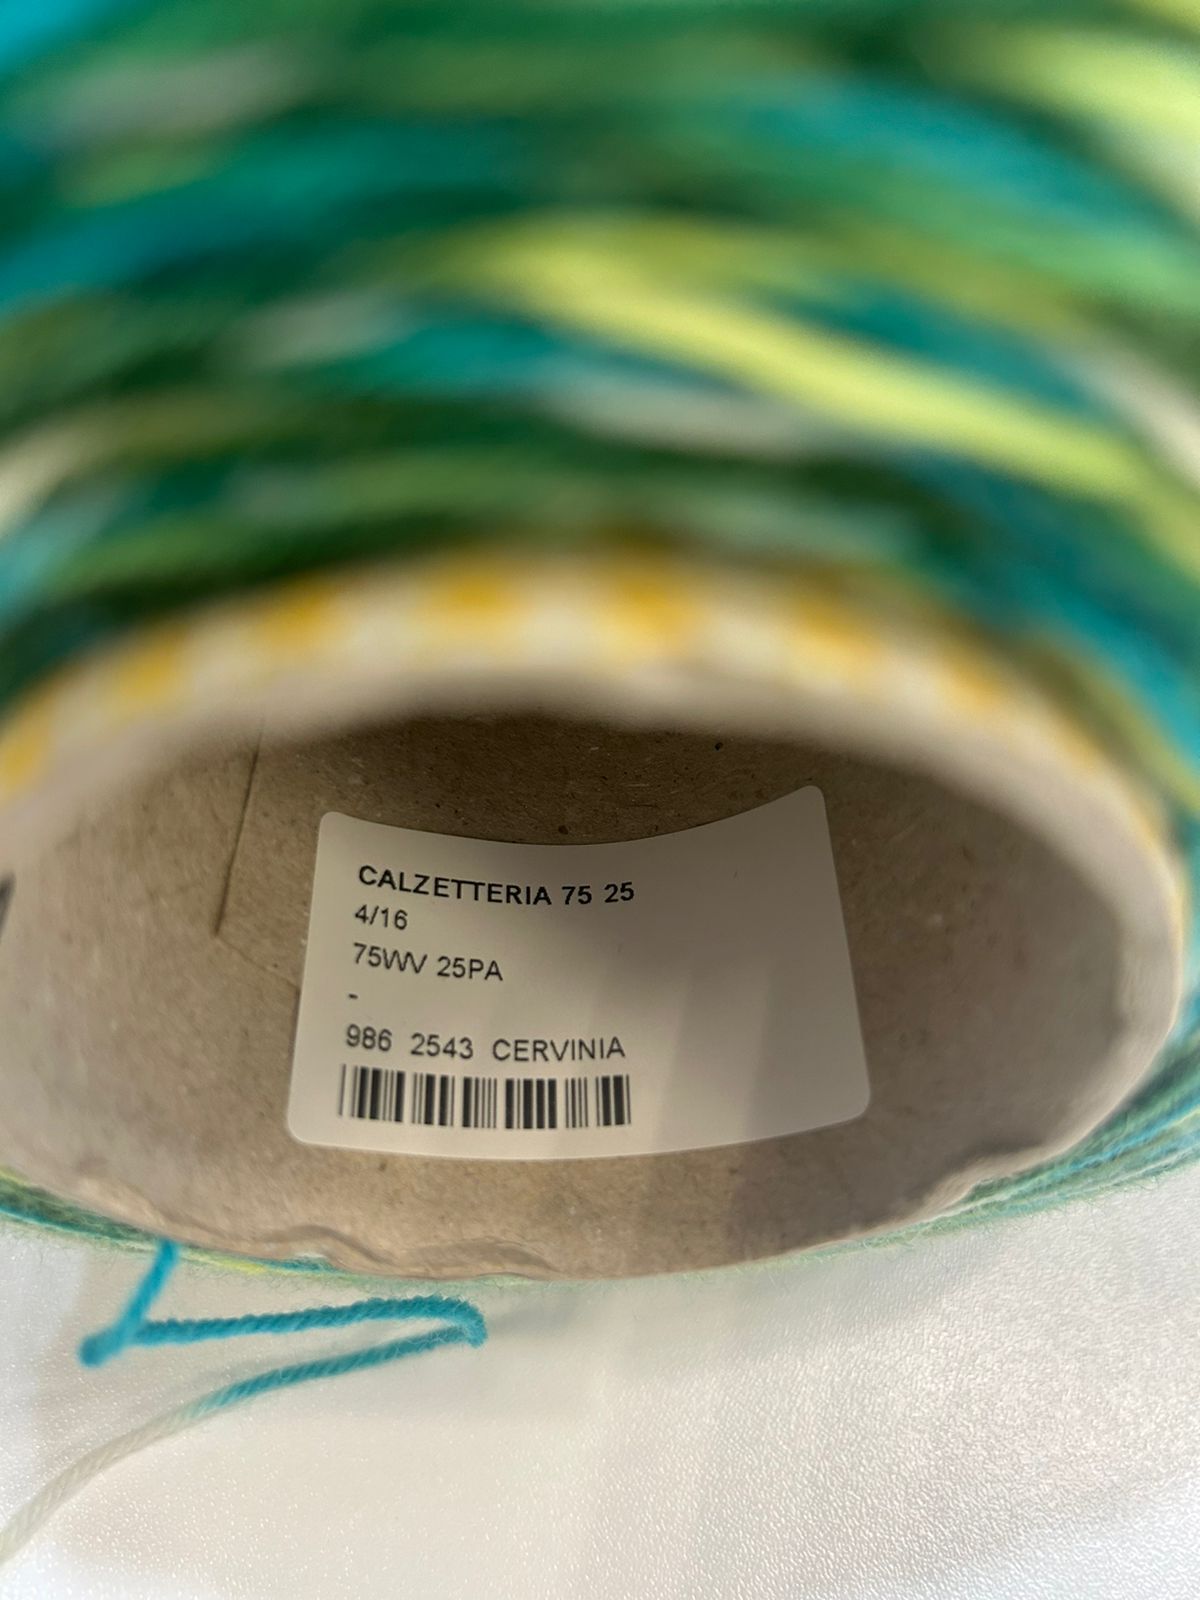 CALZETTERIA 75 25
4/16
75WV 25PA
-
986 2543 CERVINIA